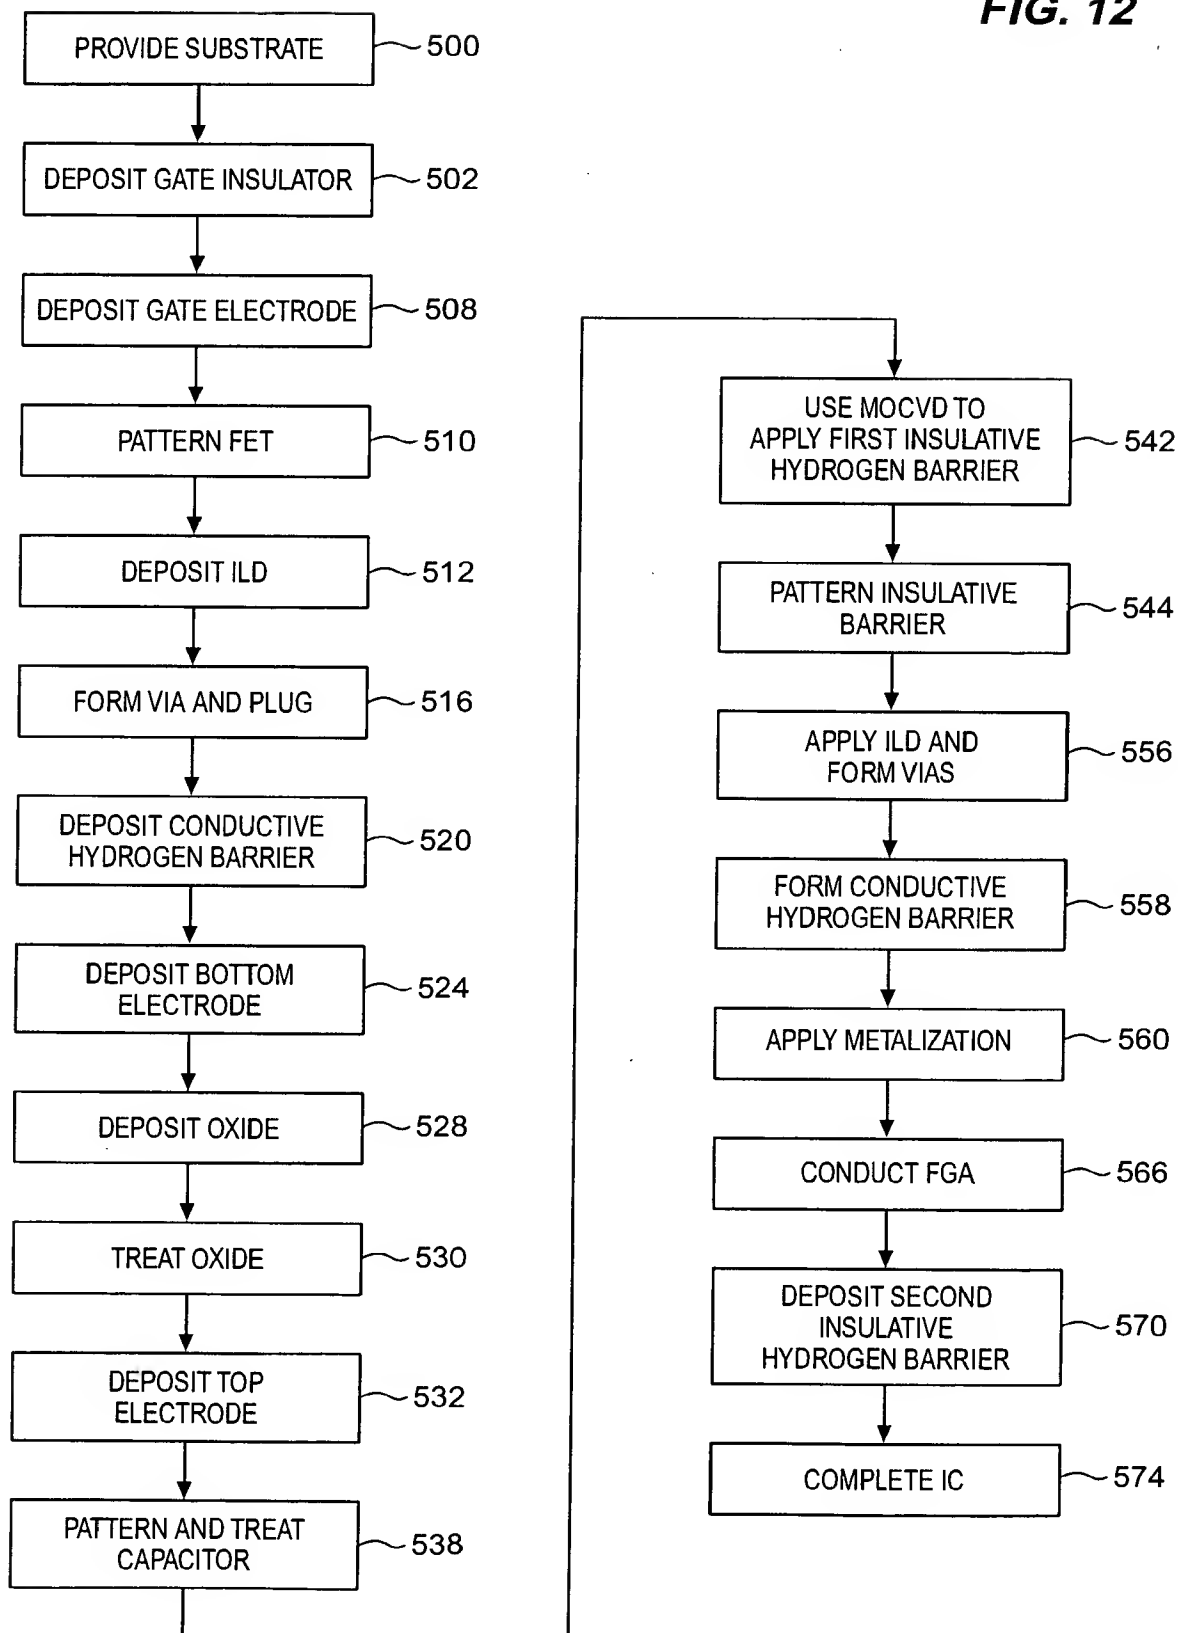 FIG. 12
PROVIDE SUBSTRATE
500
DEPOSIT GATE INSULATOR
502
DEPOSIT GATE ELECTRODE
508
PATTERN FET
510
DEPOSIT ILD
512
FORM VIA AND PLUG
516
DEPOSIT CONDUCTIVE
HYDROGEN BARRIER
520
DEPOSIT BOTTOM
ELECTRODE
524
DEPOSIT OXIDE
528
TREAT OXIDE
530
DEPOSIT TOP
ELECTRODE
532
PATTERN AND TREAT
CAPACITOR
538
USE MOCVD TO
APPLY FIRST INSULATIVE
HYDROGEN BARRIER
542
PATTERN INSULATIVE
BARRIER
544
APPLY ILD AND
FORM VIAS
556
FORM CONDUCTIVE
HYDROGEN BARRIER
558
APPLY METALIZATION
560
CONDUCT FGA
566
DEPOSIT SECOND
INSULATIVE
HYDROGEN BARRIER
570
COMPLETE IC
574